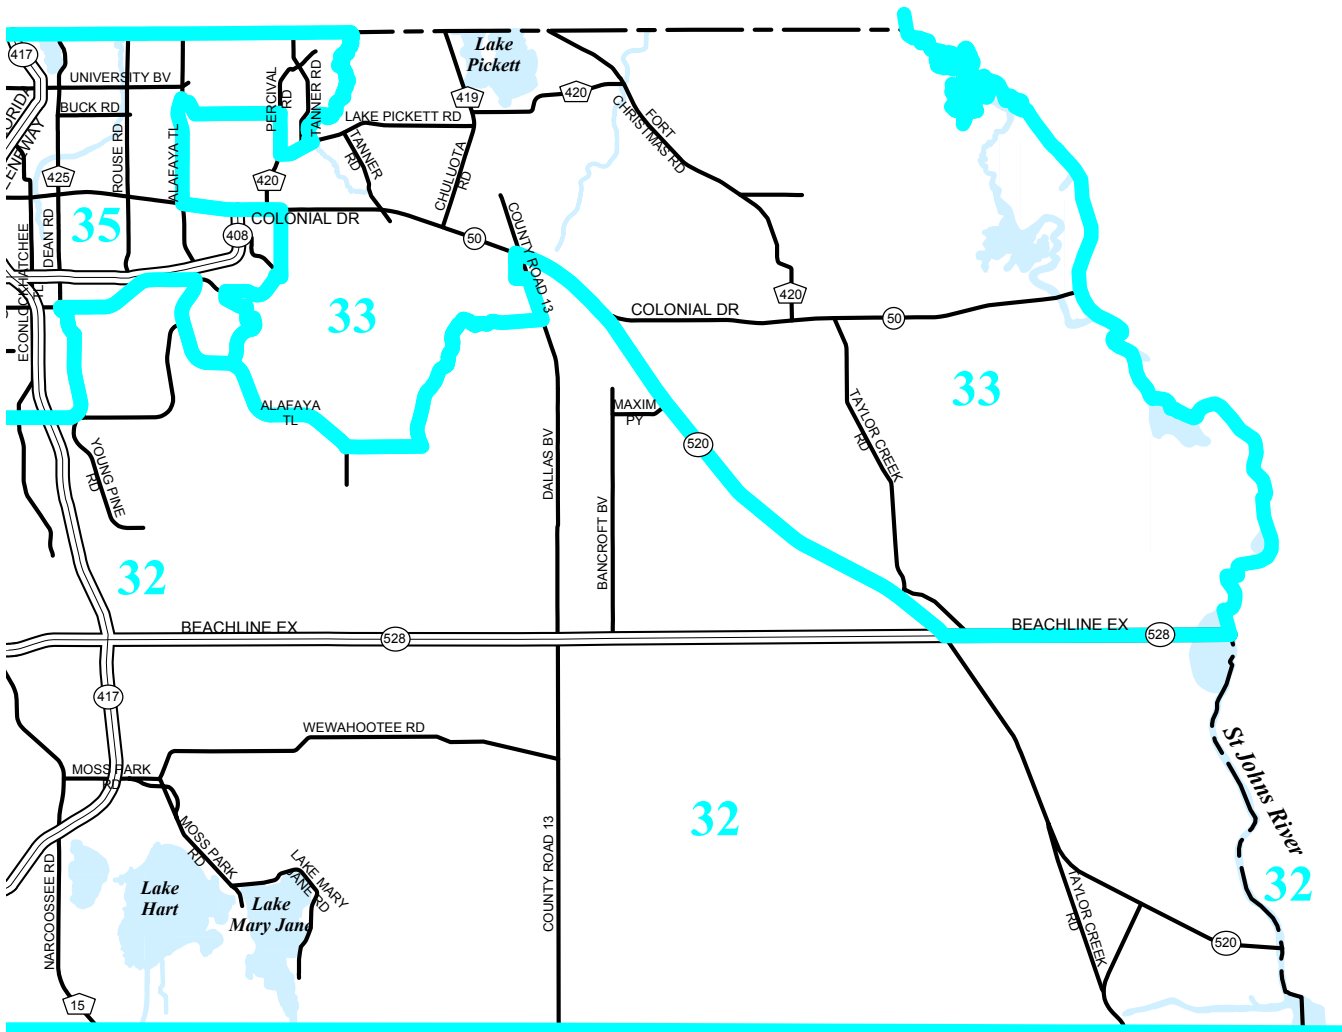 417
Lake
Pickett
UNIVERSITY BV
BUCK RD
PERCIVAL
RD
TANNER RD
419
420
LAKE PICKETT RD
FORT
CHRISTMAS RD
ROUSE RD
ALAFAYA TL
TANNER
RD
CHULUOTA
RD
425
420
35
DEAN RD
COLONIAL DR
408
50
COUNTY ROAD 13
ECONLOCKHATCHEE
TL
33
420
COLONIAL DR
50
33
ALAFAYA
TL
MAXIM
PY
TAYLOR CREEK
RD
520
YOUNG PINE
RD
DALLAS BV
BANCROFT BV
32
BEACHLINE EX
528
BEACHLINE EX
528
417
WEWAHOOTEE RD
St Johns River
MOSS PARK
RD
32
MOSS PARK
RD
LAKE MARY
JANE RD
NARCOOSSEE RD
Lake
Hart
Lake
Mary Jane
COUNTY ROAD 13
TAYLOR CREEK
RD
32
520
15